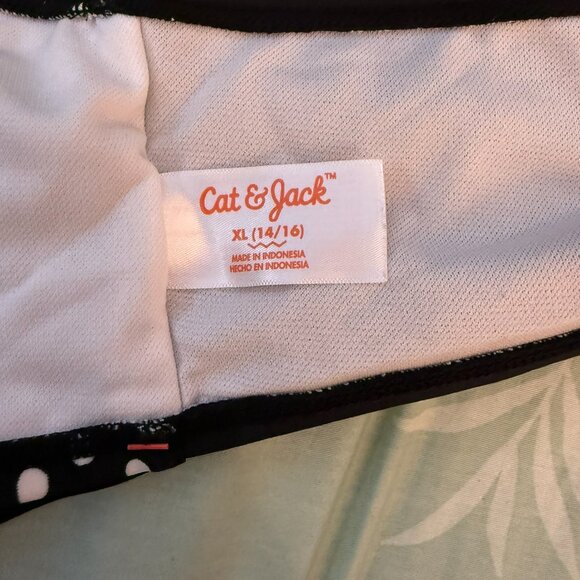 Cat & Jack™
XL (14/16)
MADE IN INDONESIA
HECHO EN INDONESIA